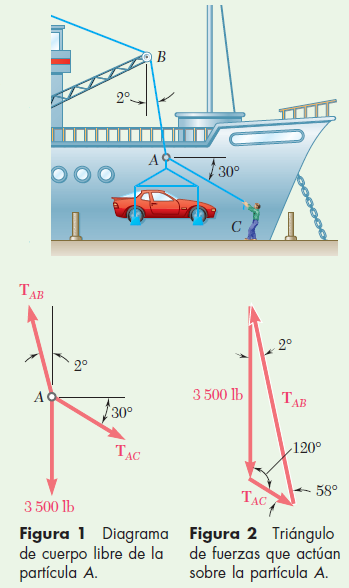 B
2°
A
30°
C
T_AB
2°
A
30°
T_AC
3 500 lb
2°
3 500 lb
T_AB
120°
58°
T_AC
Figura 1 Diagrama
de cuerpo libre de la
partícula A.
Figura 2 Triángulo
de fuerzas que actúan
sobre la partícula A.